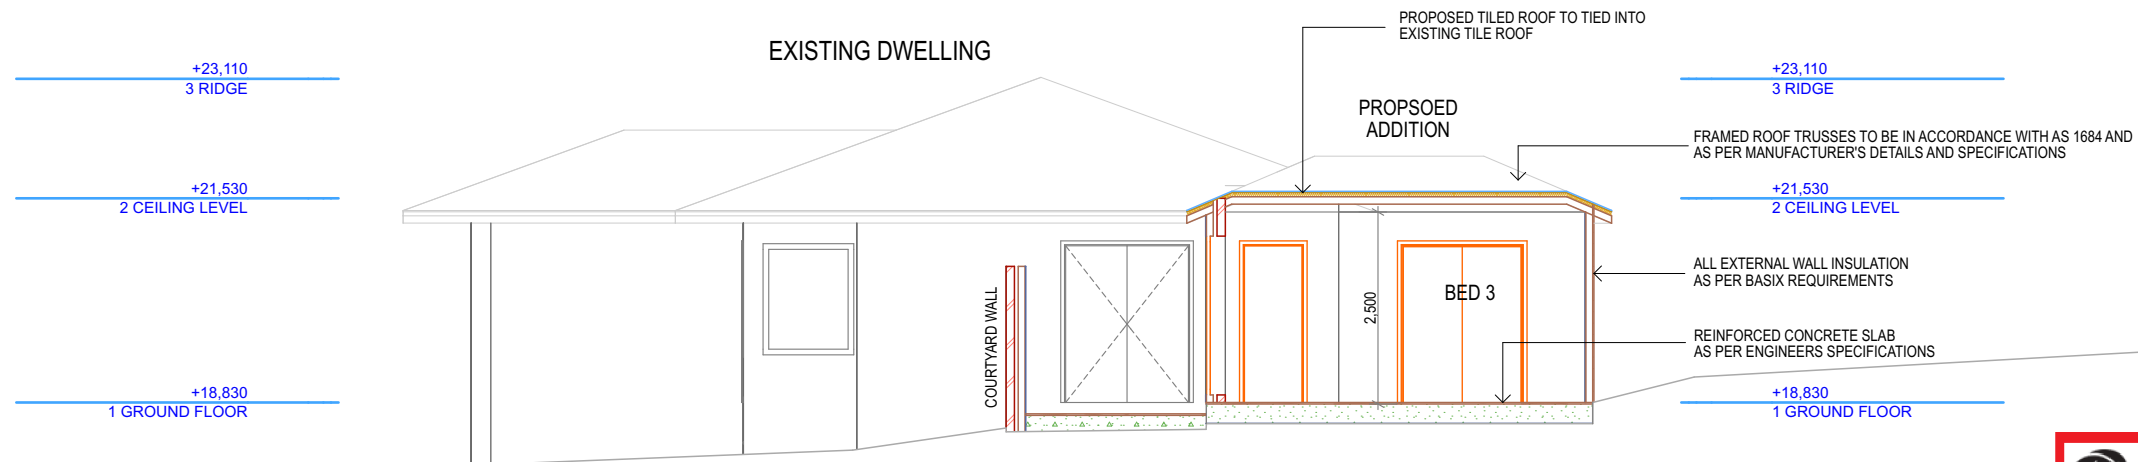 PROPOSED TILED ROOF TO TIED INTO
EXISTING TILE ROOF
EXISTING DWELLING
+23,110
3 RIDGE
+23,110
3 RIDGE
PROPSOED
ADDITION
FRAMED ROOF TRUSSES TO BE IN ACCORDANCE WITH AS 1684 AND
AS PER MANUFACTURER'S DETAILS AND SPECIFICATIONS
+21,530
2 CEILING LEVEL
+21,530
2 CEILING LEVEL
ALL EXTERNAL WALL INSULATION
AS PER BASIX REQUIREMENTS
COURTYARD WALL
2,500
BED 3
REINFORCED CONCRETE SLAB
AS PER ENGINEERS SPECIFICATIONS
+18,830
1 GROUND FLOOR
+18,830
1 GROUND FLOOR